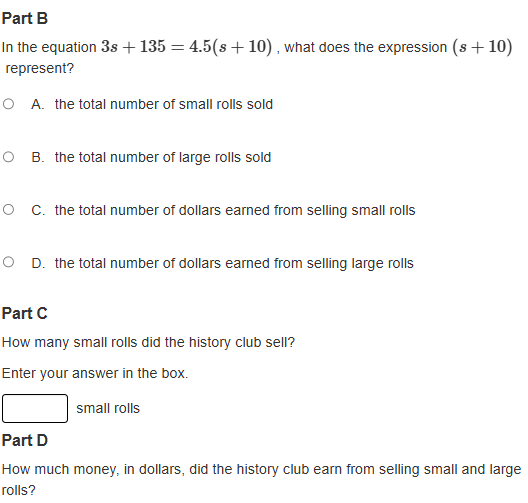 Part B
In the equation 3s + 135 = 4.5(s + 10) , what does the expression (s + 10)
represent?
A. the total number of small rolls sold
B. the total number of large rolls sold
C. the total number of dollars earned from selling small rolls
D. the total number of dollars earned from selling large rolls
Part C
How many small rolls did the history club sell?
Enter your answer in the box.
small rolls
Part D
How much money, in dollars, did the history club earn from selling small and large
rolls?